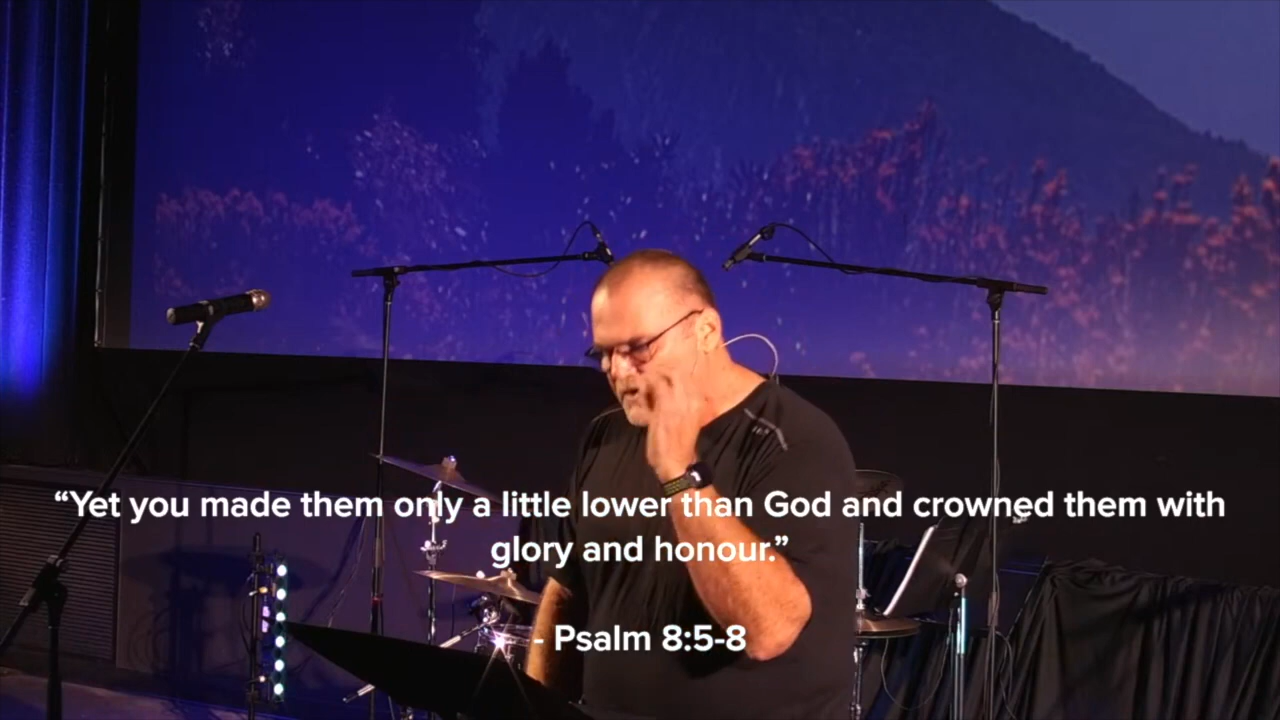 “Yet you made them only a little lower than God and crowned them with
glory and honour.”
- Psalm 8:5-8